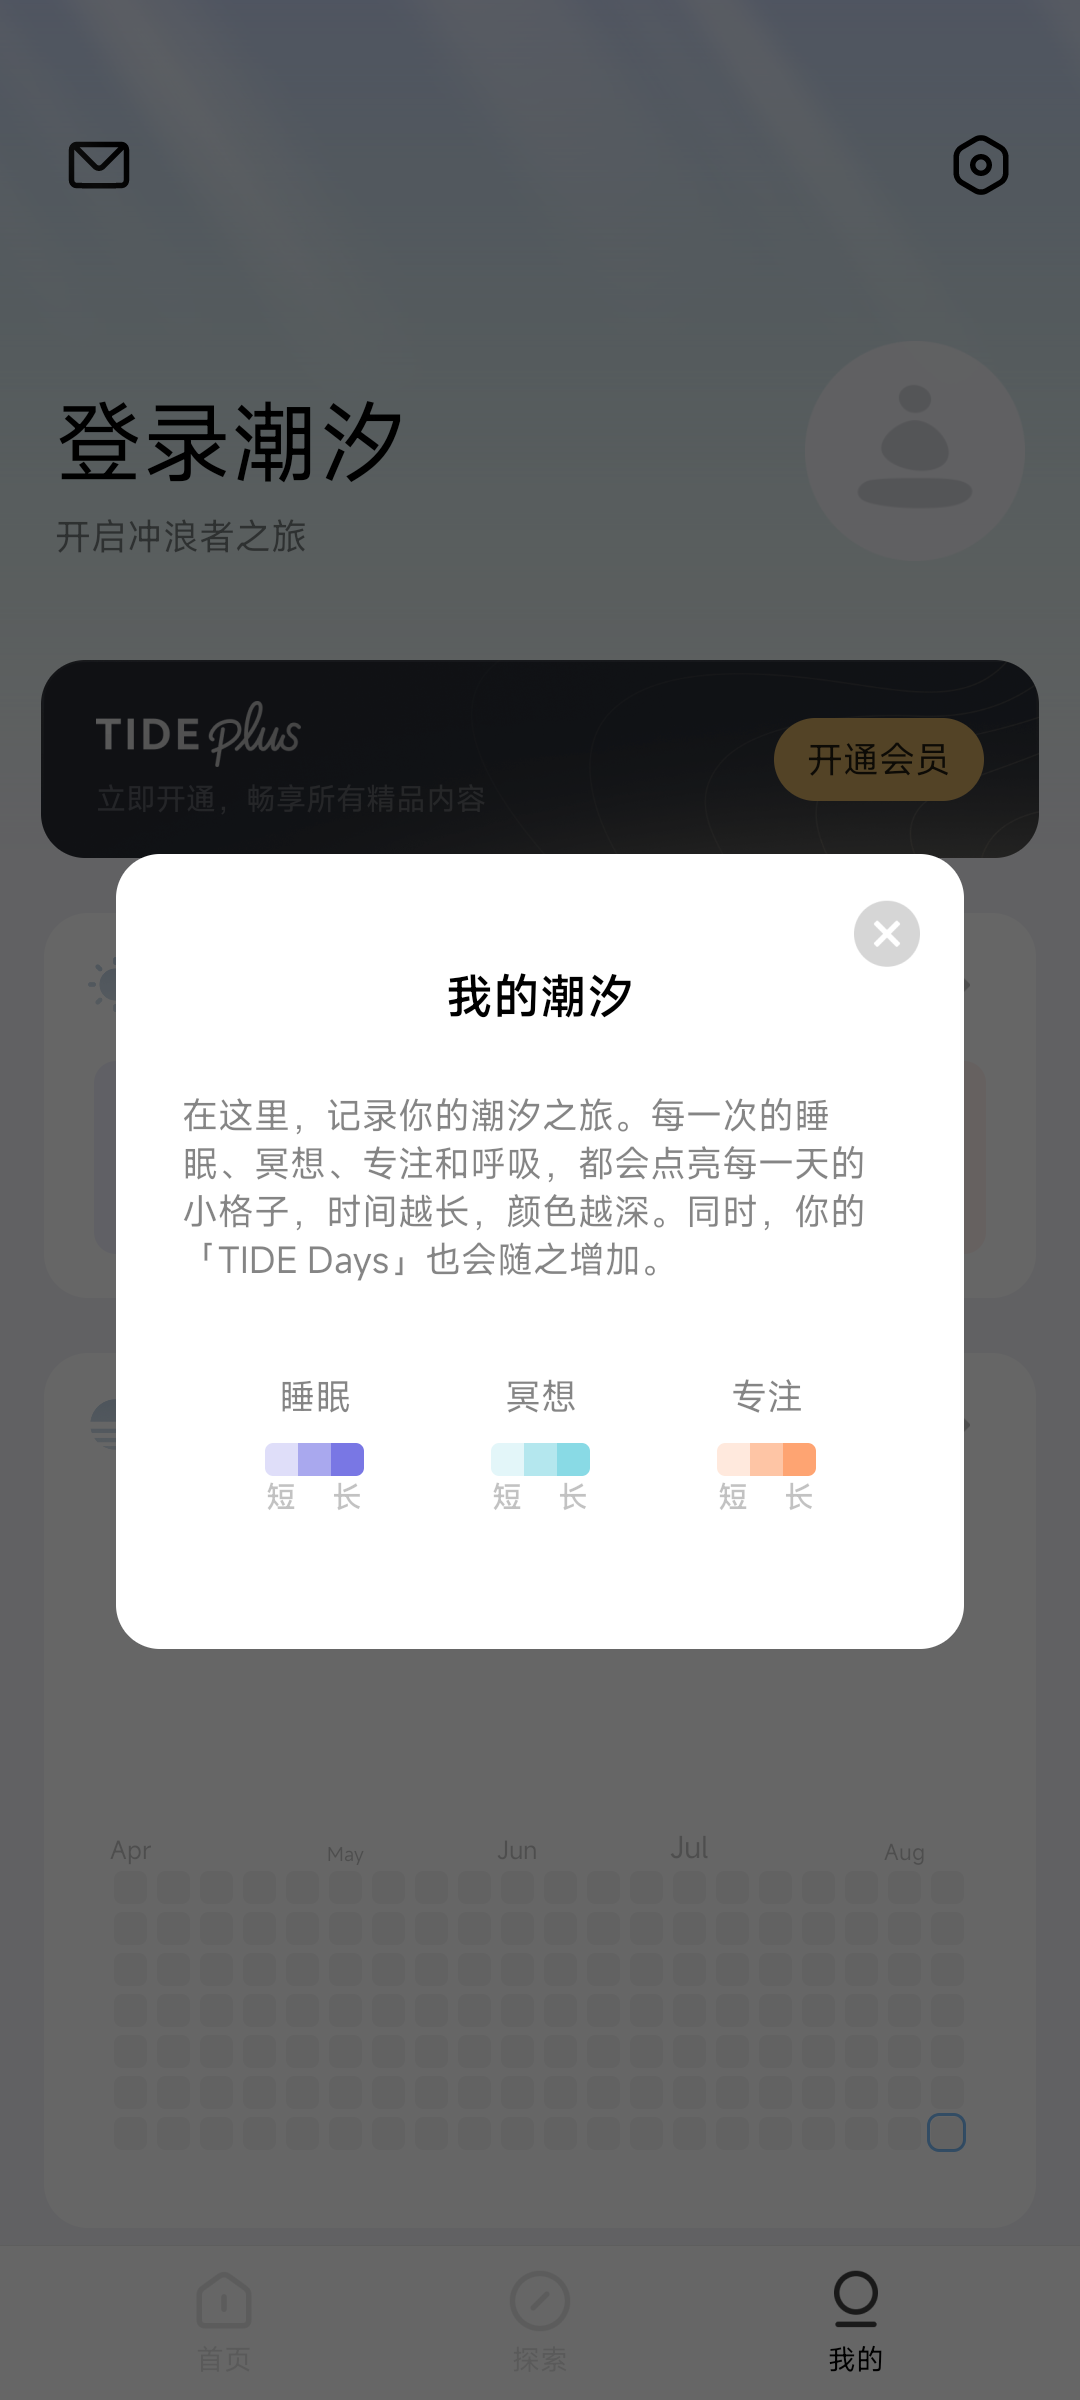 登录潮汐
开启冲浪者之旅
TIDE plus
立即开通，畅享所有精品内容
开通会员
我的潮汐
在这里，记录你的潮汐之旅。每一次的睡
眠、冥想、专注和呼吸，都会点亮每一天的
小格子，时间越长，颜色越深。同时，你的
「TIDE Days」也会随之增加。
睡眠
冥想
专注
短 长
短 长
短 长
Apr
May
Jun
Jul
Aug
首页
探索
我的